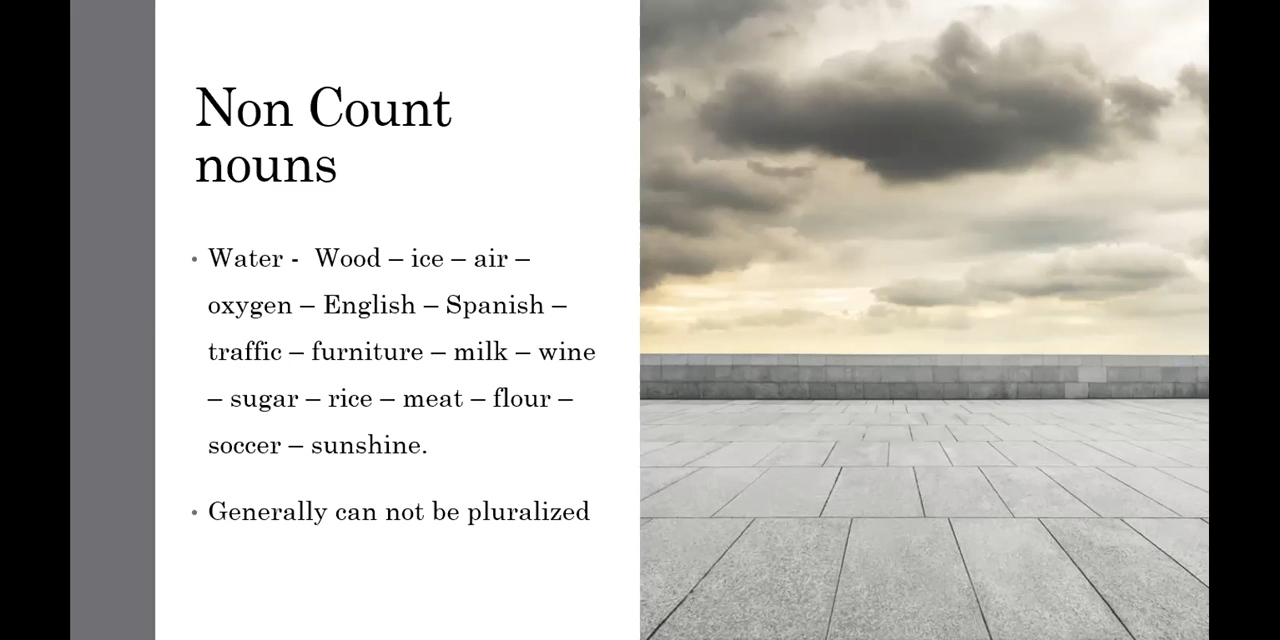 Non Count
nouns
• Water -  Wood – ice – air –
oxygen – English – Spanish –
traffic – furniture – milk – wine
– sugar – rice – meat – flour –
soccer – sunshine.
• Generally can not be pluralized